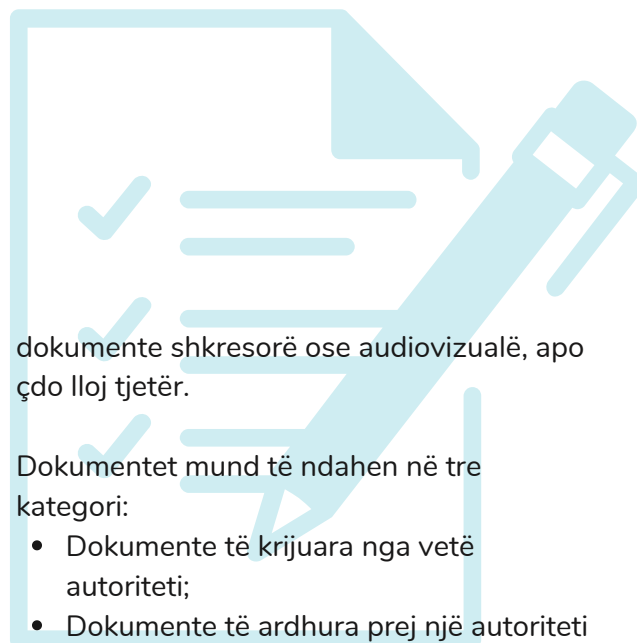 dokumente shkresorë ose audiovizualë, apo
çdo lloj tjetër.
Dokumentet mund të ndahen në tre
kategori:
• Dokumente të krijuara nga vetë
autoriteti;
• Dokumente të ardhura prej një autoriteti